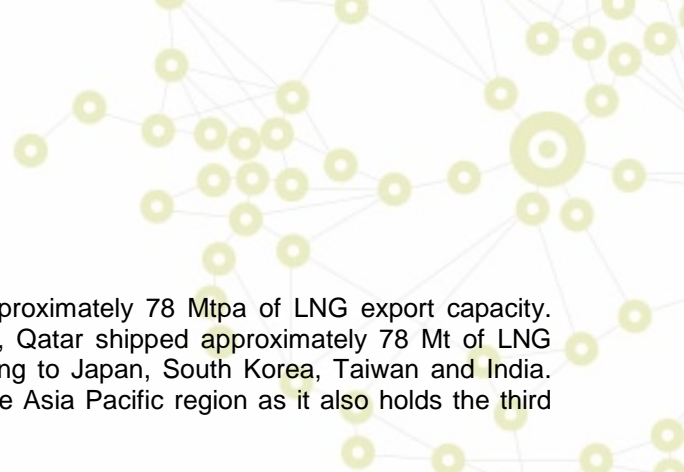 proximately 78 Mtpa of LNG export capacity.
, Qatar shipped approximately 78 Mt of LNG
ng to Japan, South Korea, Taiwan and India.
e Asia Pacific region as it also holds the third